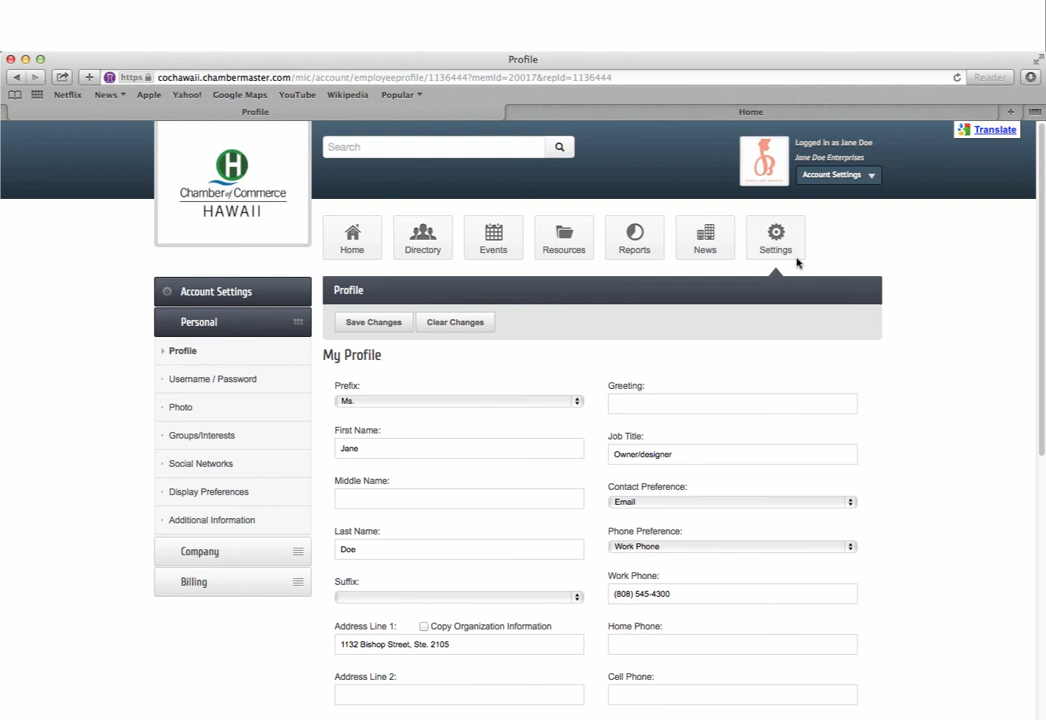 Profile
https cochawaii.chambermaster.com/mic/account/employeeprofile/1136444?memId=20017&repId=1136444
Reader
Netflix News Apple Yahoo! Google Maps YouTube Wikipedia Popular
Profile Home
Translate
Search
Logged in as Jane Doe
Jane Doe Enterprises
Account Settings
H
Chamber of Commerce
HAWAII
Home Directory Events Resources Reports News Settings
Account Settings
Personal
Profile
Username / Password
Photo
Groups/Interests
Social Networks
Display Preferences
Additional Information
Company
Billing
Profile
Save Changes Clear Changes
My Profile
Prefix:
Ms.
First Name:
Jane
Middle Name:
Last Name:
Doe
Suffix:
Address Line 1: Copy Organization Information
1132 Bishop Street, Ste. 2105
Address Line 2:
Greeting:
Job Title:
Owner/designer
Contact Preference:
Email
Phone Preference:
Work Phone
Work Phone:
(808) 545-4300
Home Phone:
Cell Phone: